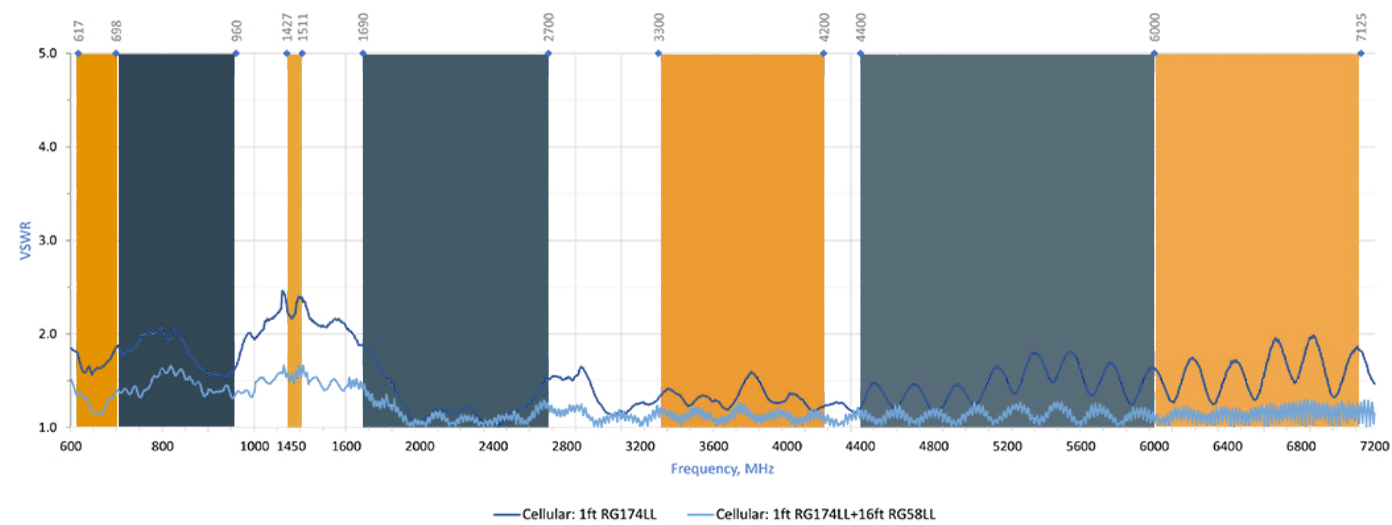 617 698 960 1427 1511 1690 2700 3300 4200 4400 6000 7125
5.0
4.0
3.0
2.0
1.0
VSWR
600 800 1000 1450 1600 2000 2400 2800 3200 3600 4000 4400 4800 5200 5600 6000 6400 6800 7200
Frequency, MHz
Cellular: 1ft RG174LL Cellular: 1ft RG174LL+16ft RG58LL